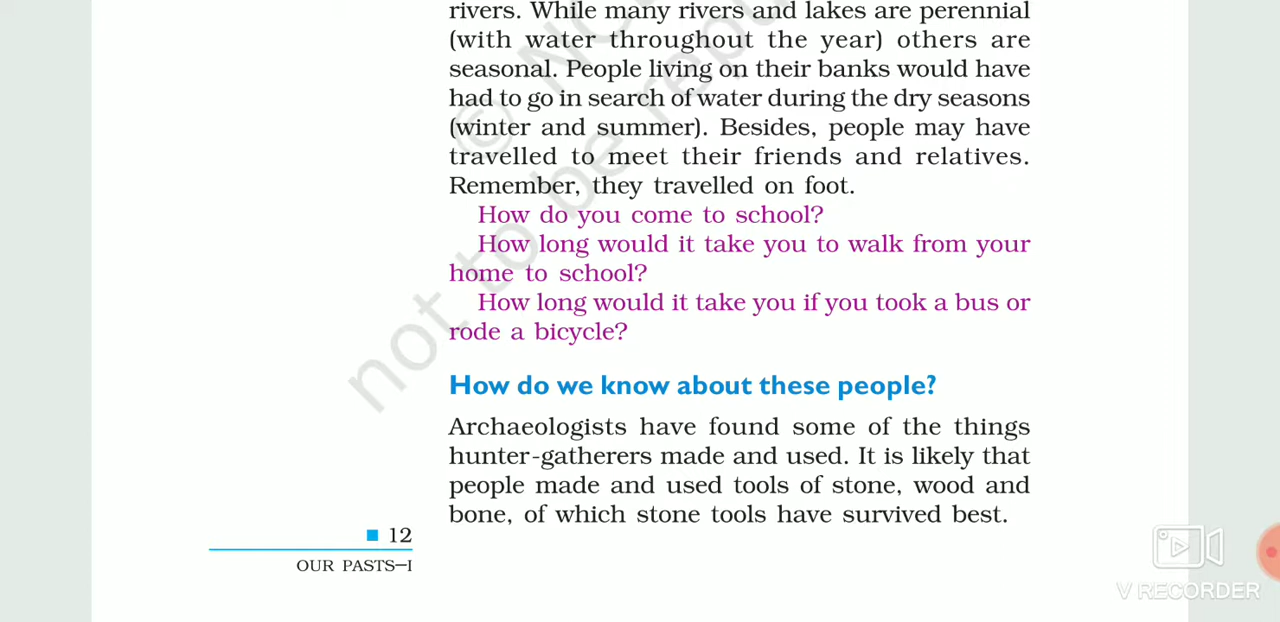 rivers. While many rivers and lakes are perennial
(with water throughout the year) others are
seasonal. People living on their banks would have
had to go in search of water during the dry seasons
(winter and summer). Besides, people may have
travelled to meet their friends and relatives.
Remember, they travelled on foot.
How do you come to school?
How long would it take you to walk from your
home to school?
How long would it take you if you took a bus or
rode a bicycle?
How do we know about these people?
Archaeologists have found some of the things
hunter-gatherers made and used. It is likely that
people made and used tools of stone, wood and
bone, of which stone tools have survived best.
12
OUR PASTS–I
© NC
not to be repu
V RECORDER